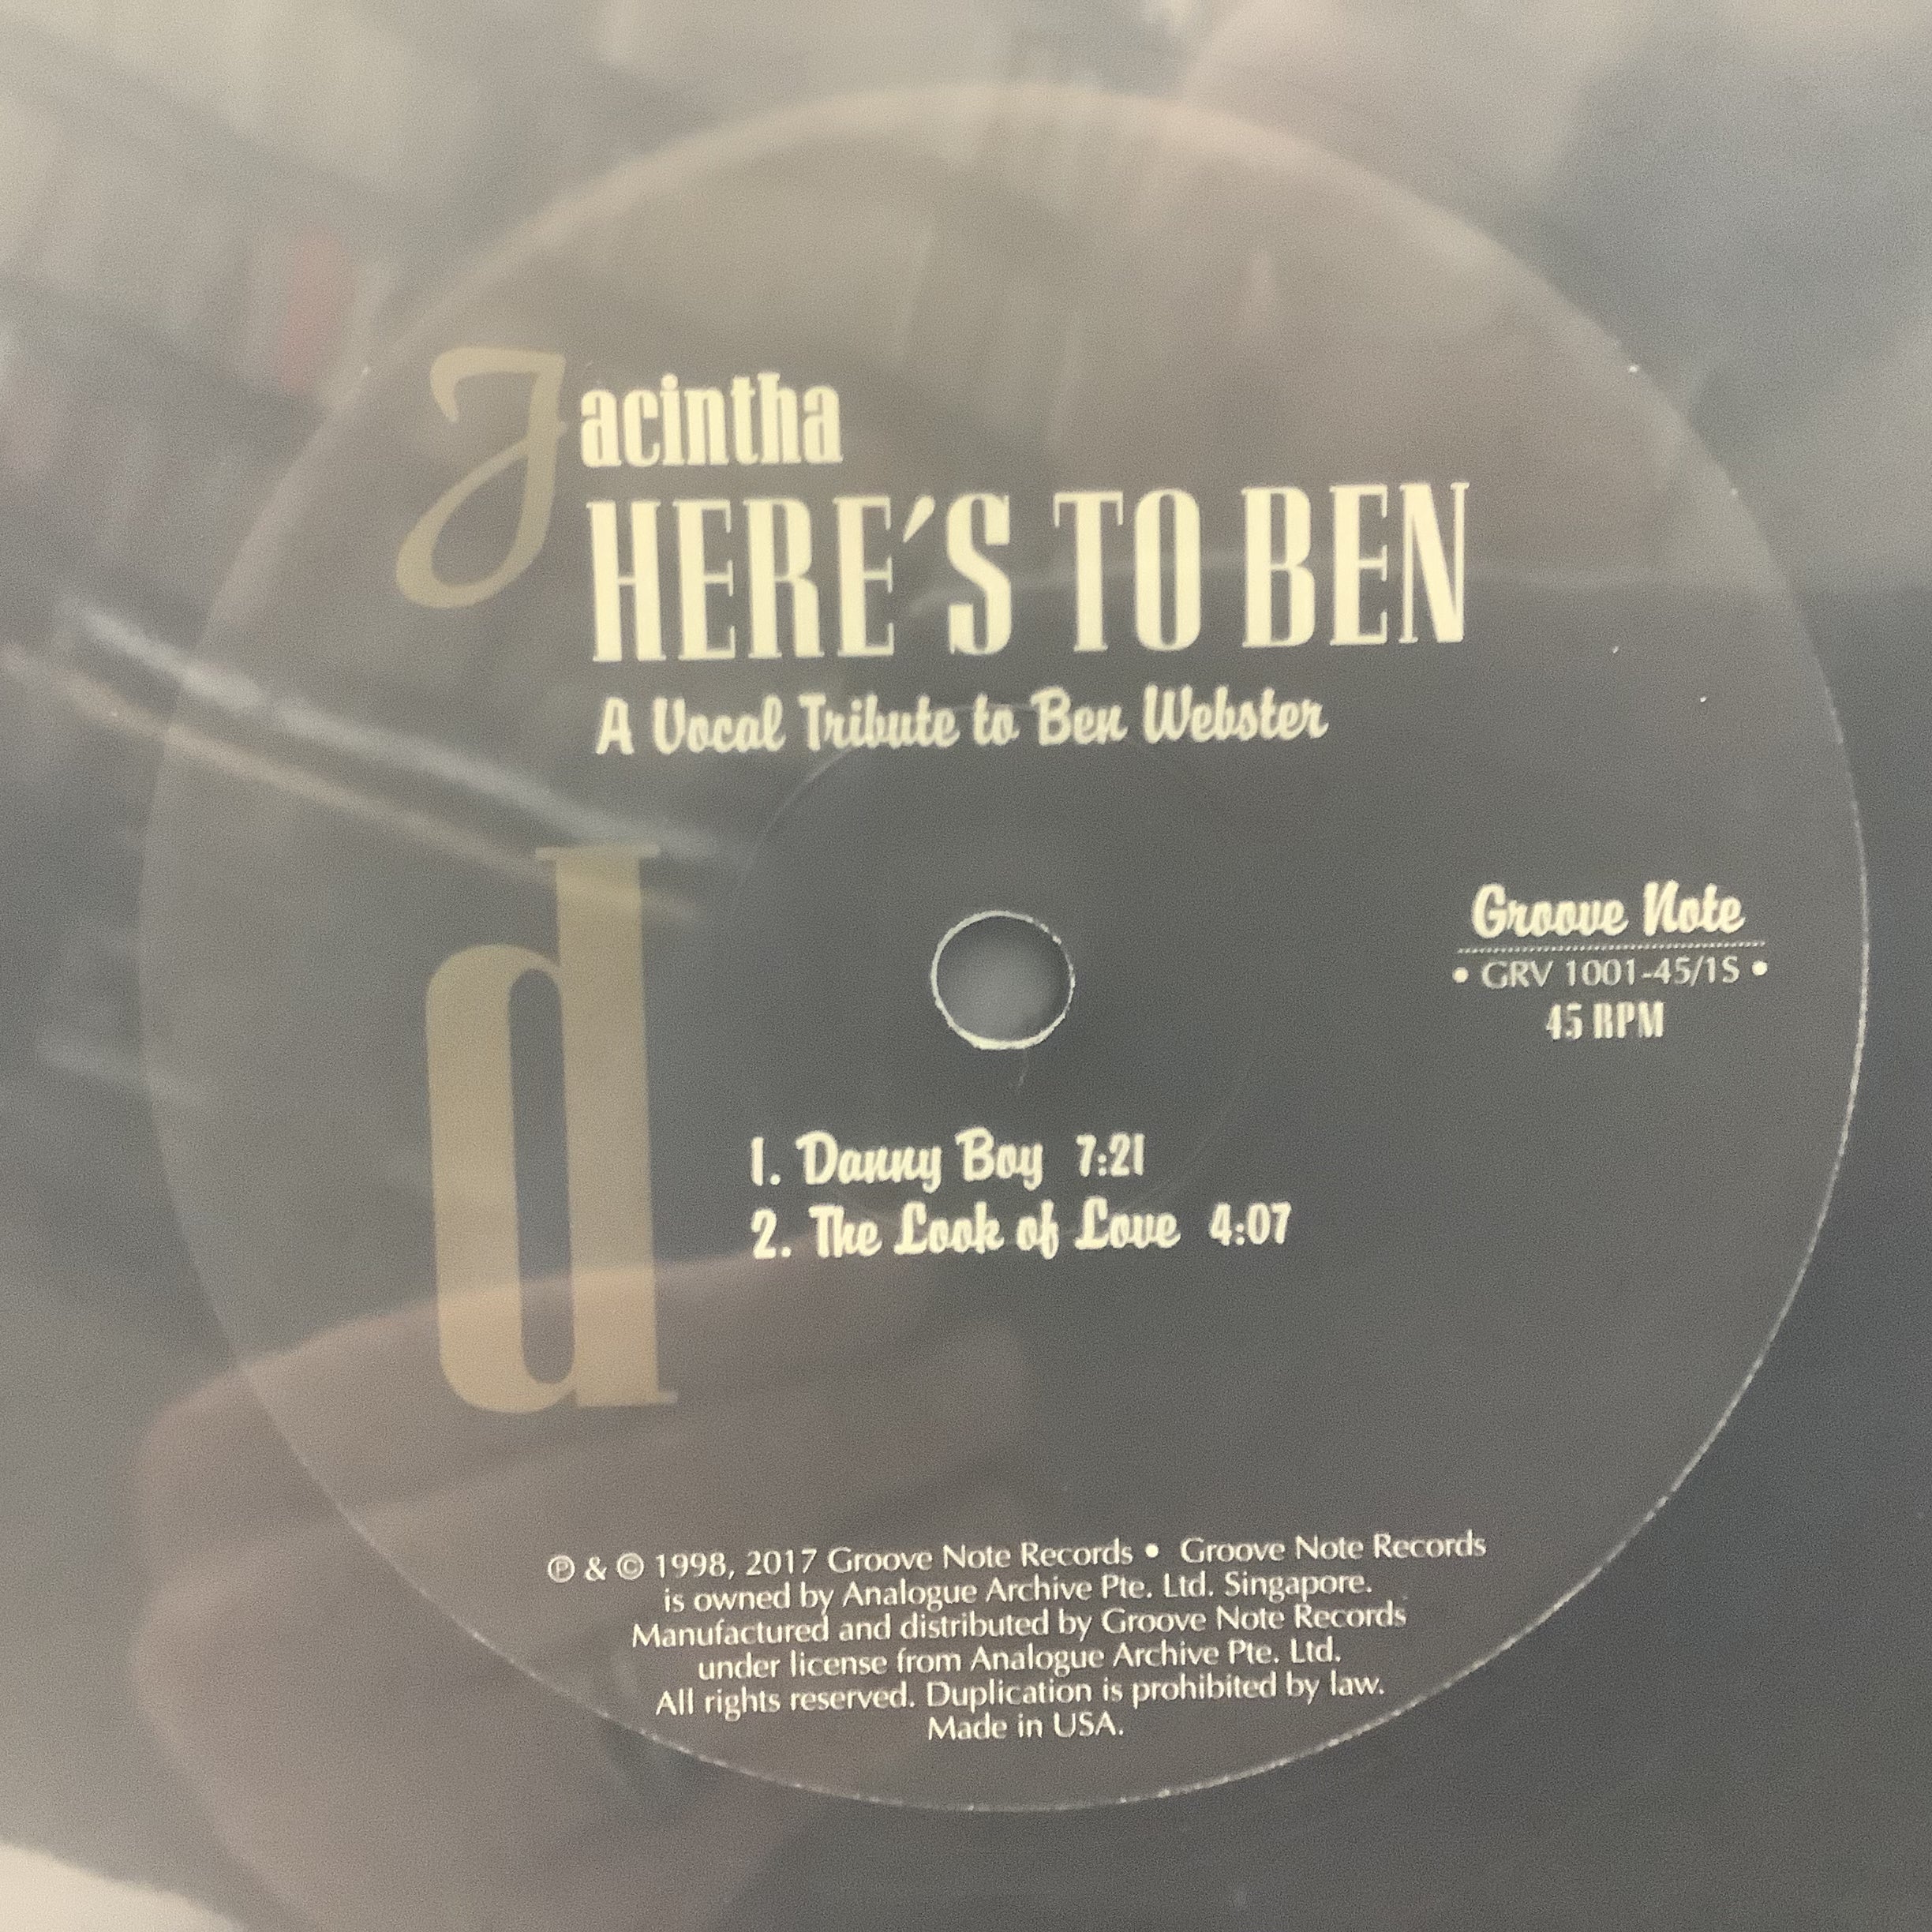 Jacintha
HERE'S TO BEN
A Vocal Tribute to Ben Webster
d
Groove Note
• GRV 1001-45/1S •
45 RPM
1. Danny Boy 7:21
2. The Look of Love 4:07
℗ & © 1998, 2017 Groove Note Records • Groove Note Records
is owned by Analogue Archive Pte. Ltd. Singapore.
Manufactured and distributed by Groove Note Records
under license from Analogue Archive Pte. Ltd.
All rights reserved. Duplication is prohibited by law.
Made in USA.